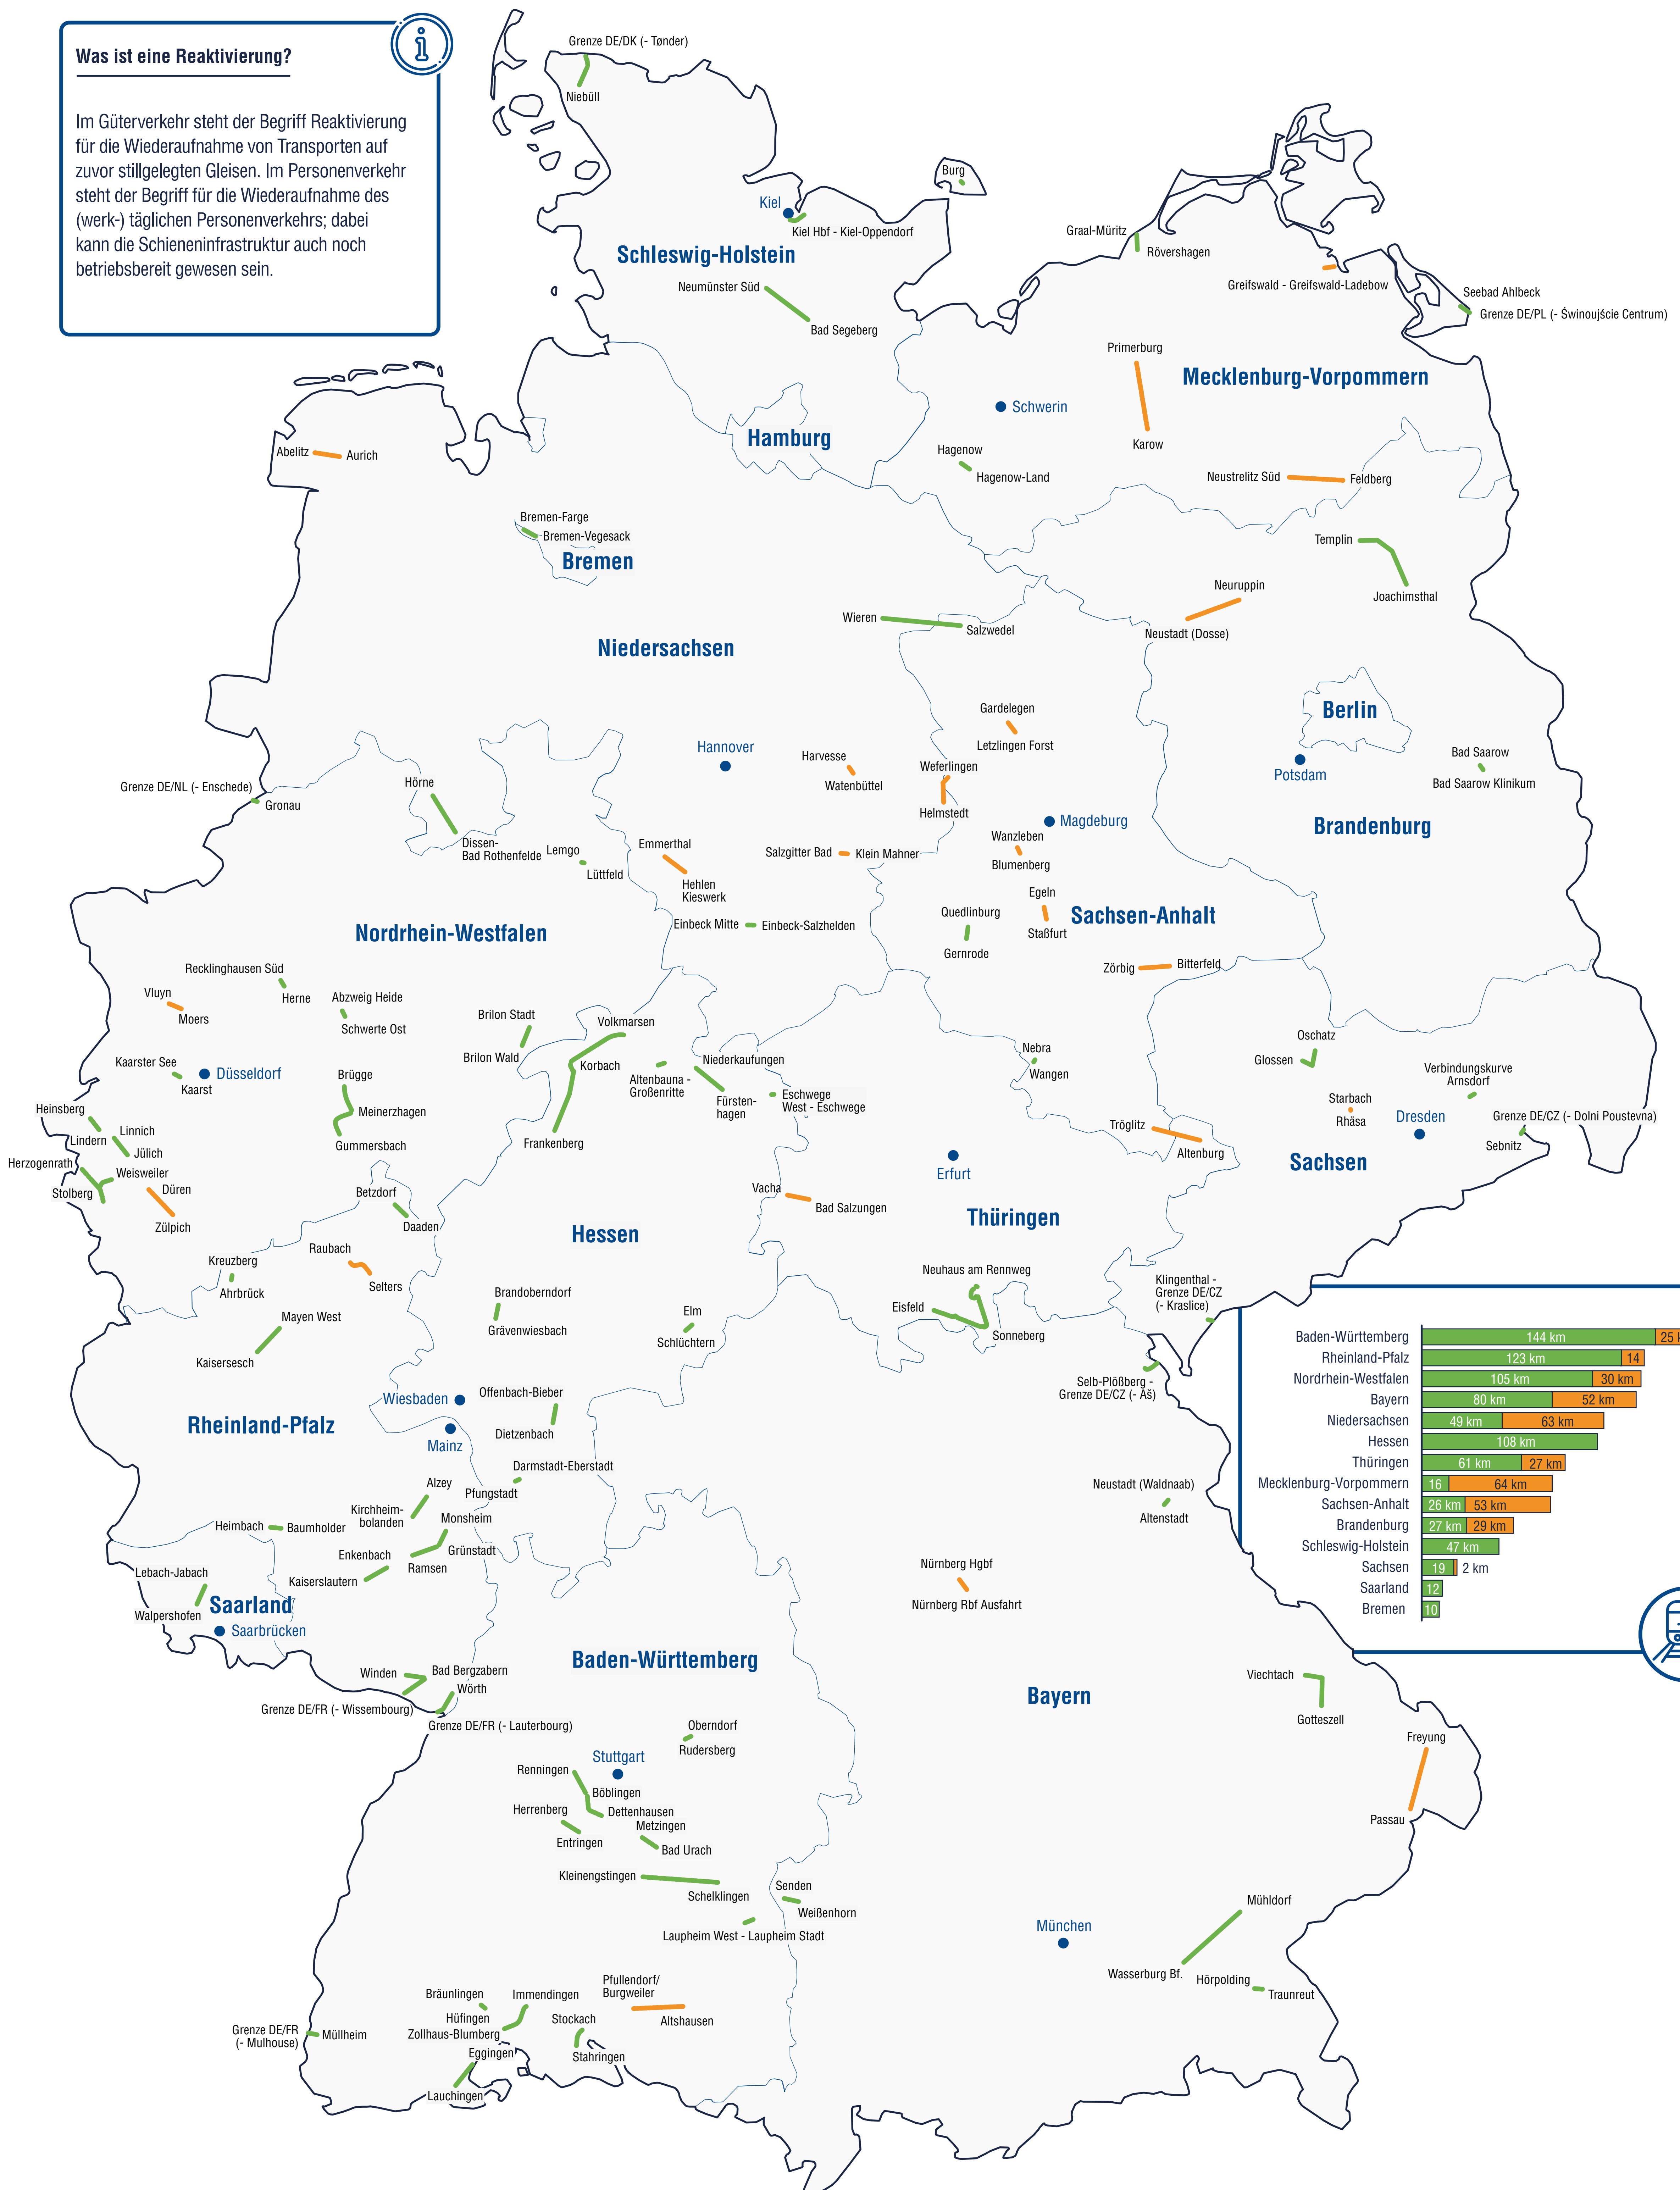 Was ist eine Reaktivierung?
Im Güterverkehr steht der Begriff Reaktivierung
für die Wiederaufnahme von Transporten auf
zuvor stillgelegten Gleisen. Im Personenverkehr
steht der Begriff für die Wiederaufnahme des
(werk-) täglichen Personenverkehrs; dabei
kann die Schieneninfrastruktur auch noch
betriebsbereit gewesen sein.
i
Grenze DE/DK (- Tønder)
Niebüll
Burg
Kiel
Kiel Hbf - Kiel-Oppendorf
Schleswig-Holstein
Neumünster Süd
Bad Segeberg
Graal-Müritz
Rövershagen
Greifswald - Greifswald-Ladebow
Seebad Ahlbeck
Grenze DE/PL (- Świnoujście Centrum)
Primerburg
Mecklenburg-Vorpommern
Schwerin
Karow
Hamburg
Hagenow
Hagenow-Land
Neustrelitz Süd
Feldberg
Abelitz
Aurich
Bremen-Farge
Bremen-Vegesack
Bremen
Templin
Joachimsthal
Neuruppin
Neustadt (Dosse)
Wieren
Salzwedel
Niedersachsen
Berlin
Gardelegen
Letzlingen Forst
Hannover
Harvesse
Watenbüttel
Weferlingen
Helmstedt
Potsdam
Bad Saarow
Bad Saarow Klinikum
Grenze DE/NL (- Enschede)
Gronau
Hörne
Dissen-
Bad Rothenfelde
Lemgo
Lüttfeld
Emmerthal
Hehlen
Kieswerk
Salzgitter Bad
Klein Mahner
Magdeburg
Wanzleben
Blumenberg
Brandenburg
Egeln
Staßfurt
Quedlinburg
Gernrode
Sachsen-Anhalt
Einbeck Mitte
Einbeck-Salzhelden
Nordrhein-Westfalen
Zörbig
Bitterfeld
Recklinghausen Süd
Herne
Vluyn
Moers
Abzweig Heide
Schwerte Ost
Brilon Stadt
Brilon Wald
Volkmarsen
Korbach
Frankenberg
Altenbauna -
Großenritte
Niederkaufungen
Fürsten-
hagen
Eschwege
West - Eschwege
Nebra
Wangen
Oschatz
Glossen
Verbindungskurve
Arnsdorf
Kaarster See
Kaarst
Düsseldorf
Brügge
Meinerzhagen
Gummersbach
Heinsberg
Lindern
Linnich
Jülich
Herzogenrath
Weisweiler
Stolberg
Düren
Zülpich
Starbach
Rhäsa
Dresden
Grenze DE/CZ (- Dolni Poustevna)
Sebnitz
Sachsen
Tröglitz
Altenburg
Erfurt
Vacha
Bad Salzungen
Thüringen
Hessen
Betzdorf
Daaden
Raubach
Selters
Kreuzberg
Ahrbrück
Neuhaus am Rennweg
Eisfeld
Sonneberg
Klingenthal -
Grenze DE/CZ
(- Kraslice)
Brandoberndorf
Grävenwiesbach
Elm
Schlüchtern
Mayen West
Kaisersesch
Selb-Plößberg -
Grenze DE/CZ (- Aš)
Baden-Württemberg 144 km 25 k
Rheinland-Pfalz 123 km 14
Nordrhein-Westfalen 105 km 30 km
Bayern 80 km 52 km
Niedersachsen 49 km 63 km
Hessen 108 km
Thüringen 61 km 27 km
Mecklenburg-Vorpommern 16 64 km
Sachsen-Anhalt 26 km 53 km
Brandenburg 27 km 29 km
Schleswig-Holstein 47 km
Sachsen 19 2 km
Saarland 12
Bremen 10
Wiesbaden
Mainz
Offenbach-Bieber
Dietzenbach
Rheinland-Pfalz
Darmstadt-Eberstadt
Pfungstadt
Alzey
Kirchheim-
bolanden
Monsheim
Grünstadt
Ramsen
Heimbach
Baumholder
Enkenbach
Kaiserslautern
Neustadt (Waldnaab)
Altenstadt
Lebach-Jabach
Walpershofen
Saarland
Saarbrücken
Nürnberg Hgbf
Nürnberg Rbf Ausfahrt
Baden-Württemberg
Bayern
Winden
Bad Bergzabern
Wörth
Grenze DE/FR (- Wissembourg)
Grenze DE/FR (- Lauterbourg)
Viechtach
Gotteszell
Freyung
Passau
Oberndorf
Rudersberg
Stuttgart
Renningen
Böblingen
Dettenhausen
Herrenberg
Entringen
Metzingen
Bad Urach
Kleinengstingen
Schelklingen
Senden
Weißenhorn
Laupheim West - Laupheim Stadt
München
Mühldorf
Wasserburg Bf.
Hörpolding
Traunreut
Pfullendorf/
Burgweiler
Altshausen
Bräunlingen
Hüfingen
Immendingen
Zollhaus-Blumberg
Stockach
Stahringen
Grenze DE/FR
(- Mulhouse)
Müllheim
Eggingen
Lauchingen